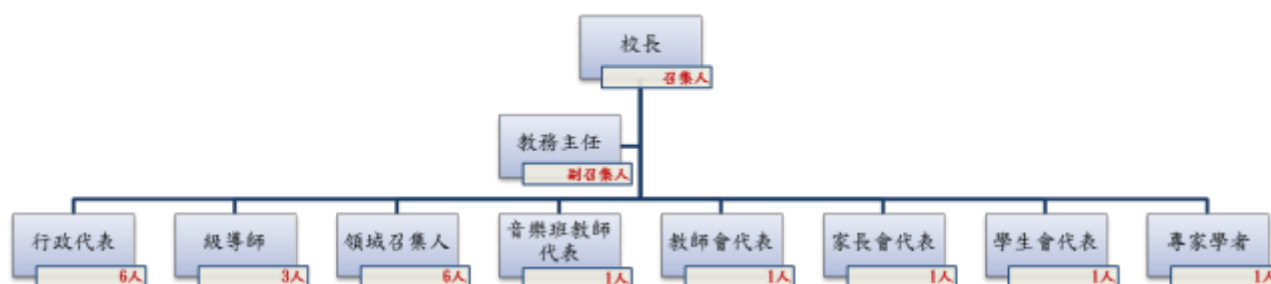 校長
召集人
教務主任
副召集人
行政代表
6人
級導師
3人
領域召集人
6人
音樂班教師
代表
1人
教師會代表
1人
家長會代表
1人
學生會代表
1人
專家學者
1人